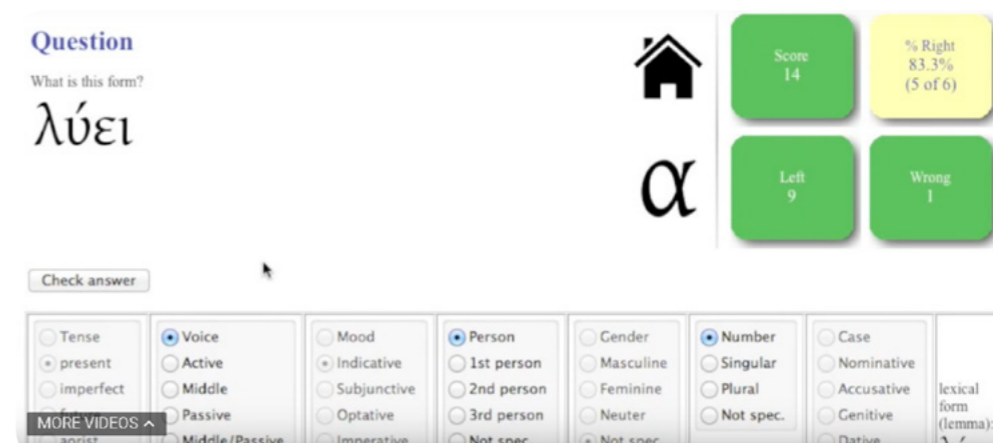 Question
What is this form?
λύει
α
Score
14
% Right
83.3%
(5 of 6)
Left
9
Wrong
1
Check answer
Tense
present
imperfect
aorist
Voice
Active
Middle
Passive
Middle/Passive
Mood
Indicative
Subjunctive
Optative
Imperative
Person
1st person
2nd person
3rd person
Not spec.
Gender
Masculine
Feminine
Neuter
Not spec.
Number
Singular
Plural
Not spec.
Case
Nominative
Accusative
Genitive
Dative
lexical
form
(lemma):
MORE VIDEOS